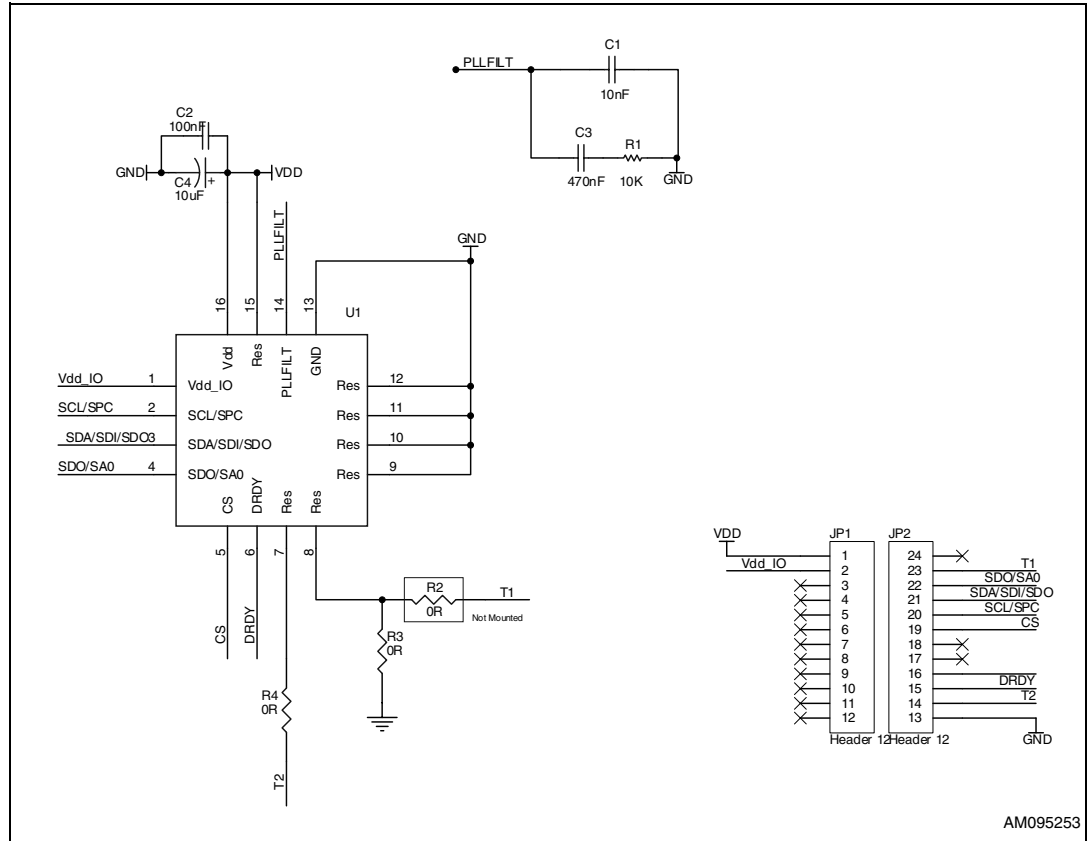 PLLFILT
C1
10nF
C3
470nF
R1
10K
GND
C2
100nF
GND
C4
+
10uF
VDD
PLLFILT
GND
16
15
14
13
U1
Vdd
Res
PLLFILT
GND
Vdd_IO 1 Vdd_IO
SCL/SPC 2 SCL/SPC
SDA/SDI/SDO 3 SDA/SDI/SDO
SDO/SA0 4 SDO/SA0
Res 12
Res 11
Res 10
Res 9
CS
DRDY
Res
Res
5
6
7
8
CS
DRDY
R2
0R
T1
Not Mounted
R3
0R
R4
0R
T2
VDD
Vdd_IO
JP1
1
2
3
4
5
6
7
8
9
10
11
12
Header 12
JP2
24
23 T1
22 SDO/SA0
21 SDA/SDI/SDO
20 SCL/SPC
19 CS
18
17
16
15 DRDY
14 T2
13
Header 12
GND
AM095253